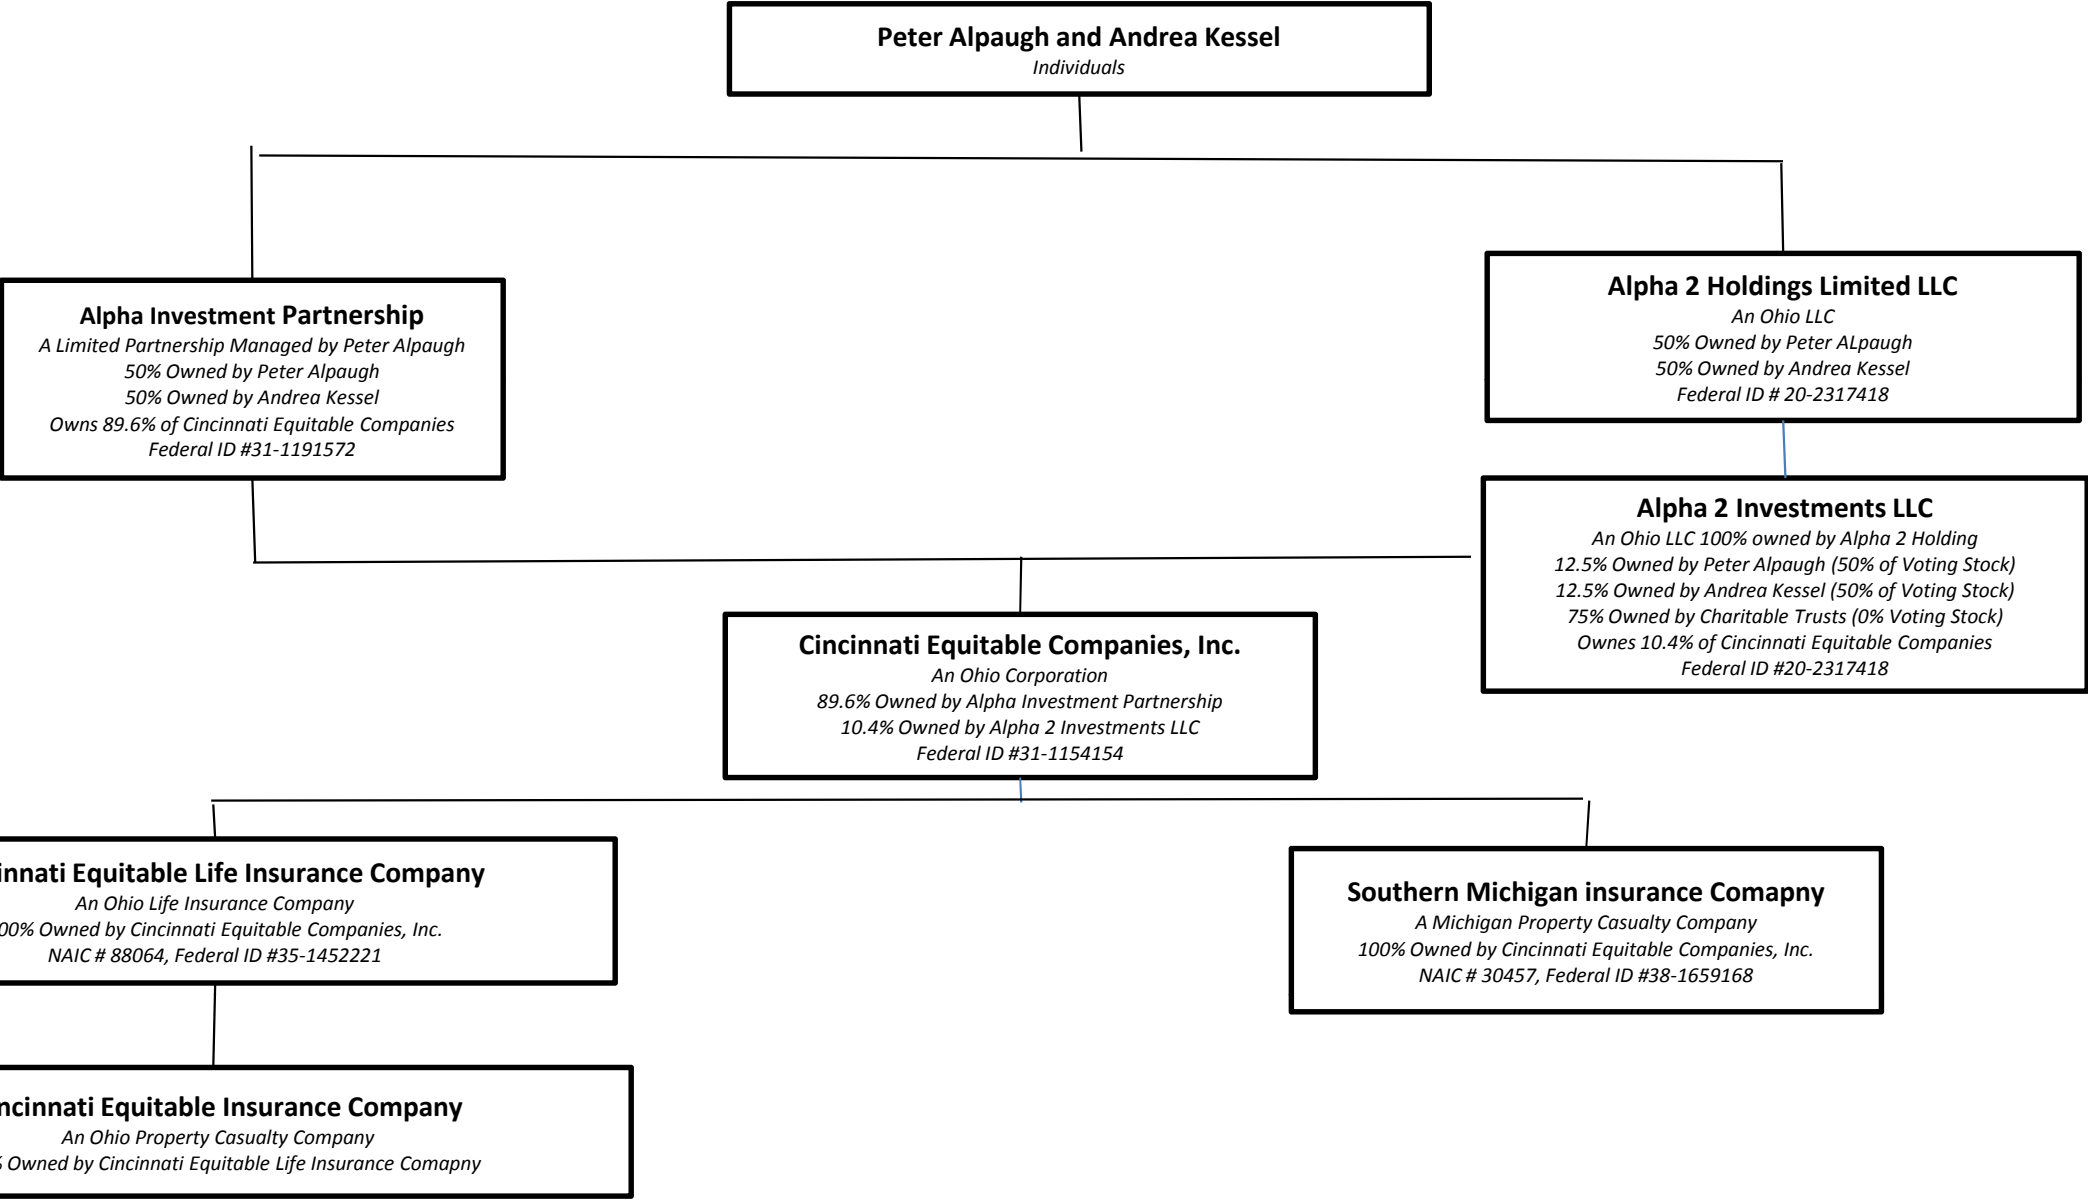 Peter Alpaugh and Andrea Kessel
Individuals
Alpha Investment Partnership
A Limited Partnership Managed by Peter Alpaugh
50% Owned by Peter Alpaugh
50% Owned by Andrea Kessel
Owns 89.6% of Cincinnati Equitable Companies
Federal ID #31-1191572
Alpha 2 Holdings Limited LLC
An Ohio LLC
50% Owned by Peter ALpaugh
50% Owned by Andrea Kessel
Federal ID # 20-2317418
Alpha 2 Investments LLC
An Ohio LLC 100% owned by Alpha 2 Holding
12.5% Owned by Peter Alpaugh (50% of Voting Stock)
12.5% Owned by Andrea Kessel (50% of Voting Stock)
75% Owned by Charitable Trusts (0% Voting Stock)
Ownes 10.4% of Cincinnati Equitable Companies
Federal ID #20-2317418
Cincinnati Equitable Companies, Inc.
An Ohio Corporation
89.6% Owned by Alpha Investment Partnership
10.4% Owned by Alpha 2 Investments LLC
Federal ID #31-1154154
innati Equitable Life Insurance Company
An Ohio Life Insurance Company
00% Owned by Cincinnati Equitable Companies, Inc.
NAIC # 88064, Federal ID #35-1452221
Southern Michigan insurance Comapny
A Michigan Property Casualty Company
100% Owned by Cincinnati Equitable Companies, Inc.
NAIC # 30457, Federal ID #38-1659168
ncinnati Equitable Insurance Company
An Ohio Property Casualty Company
% Owned by Cincinnati Equitable Life Insurance Comapny